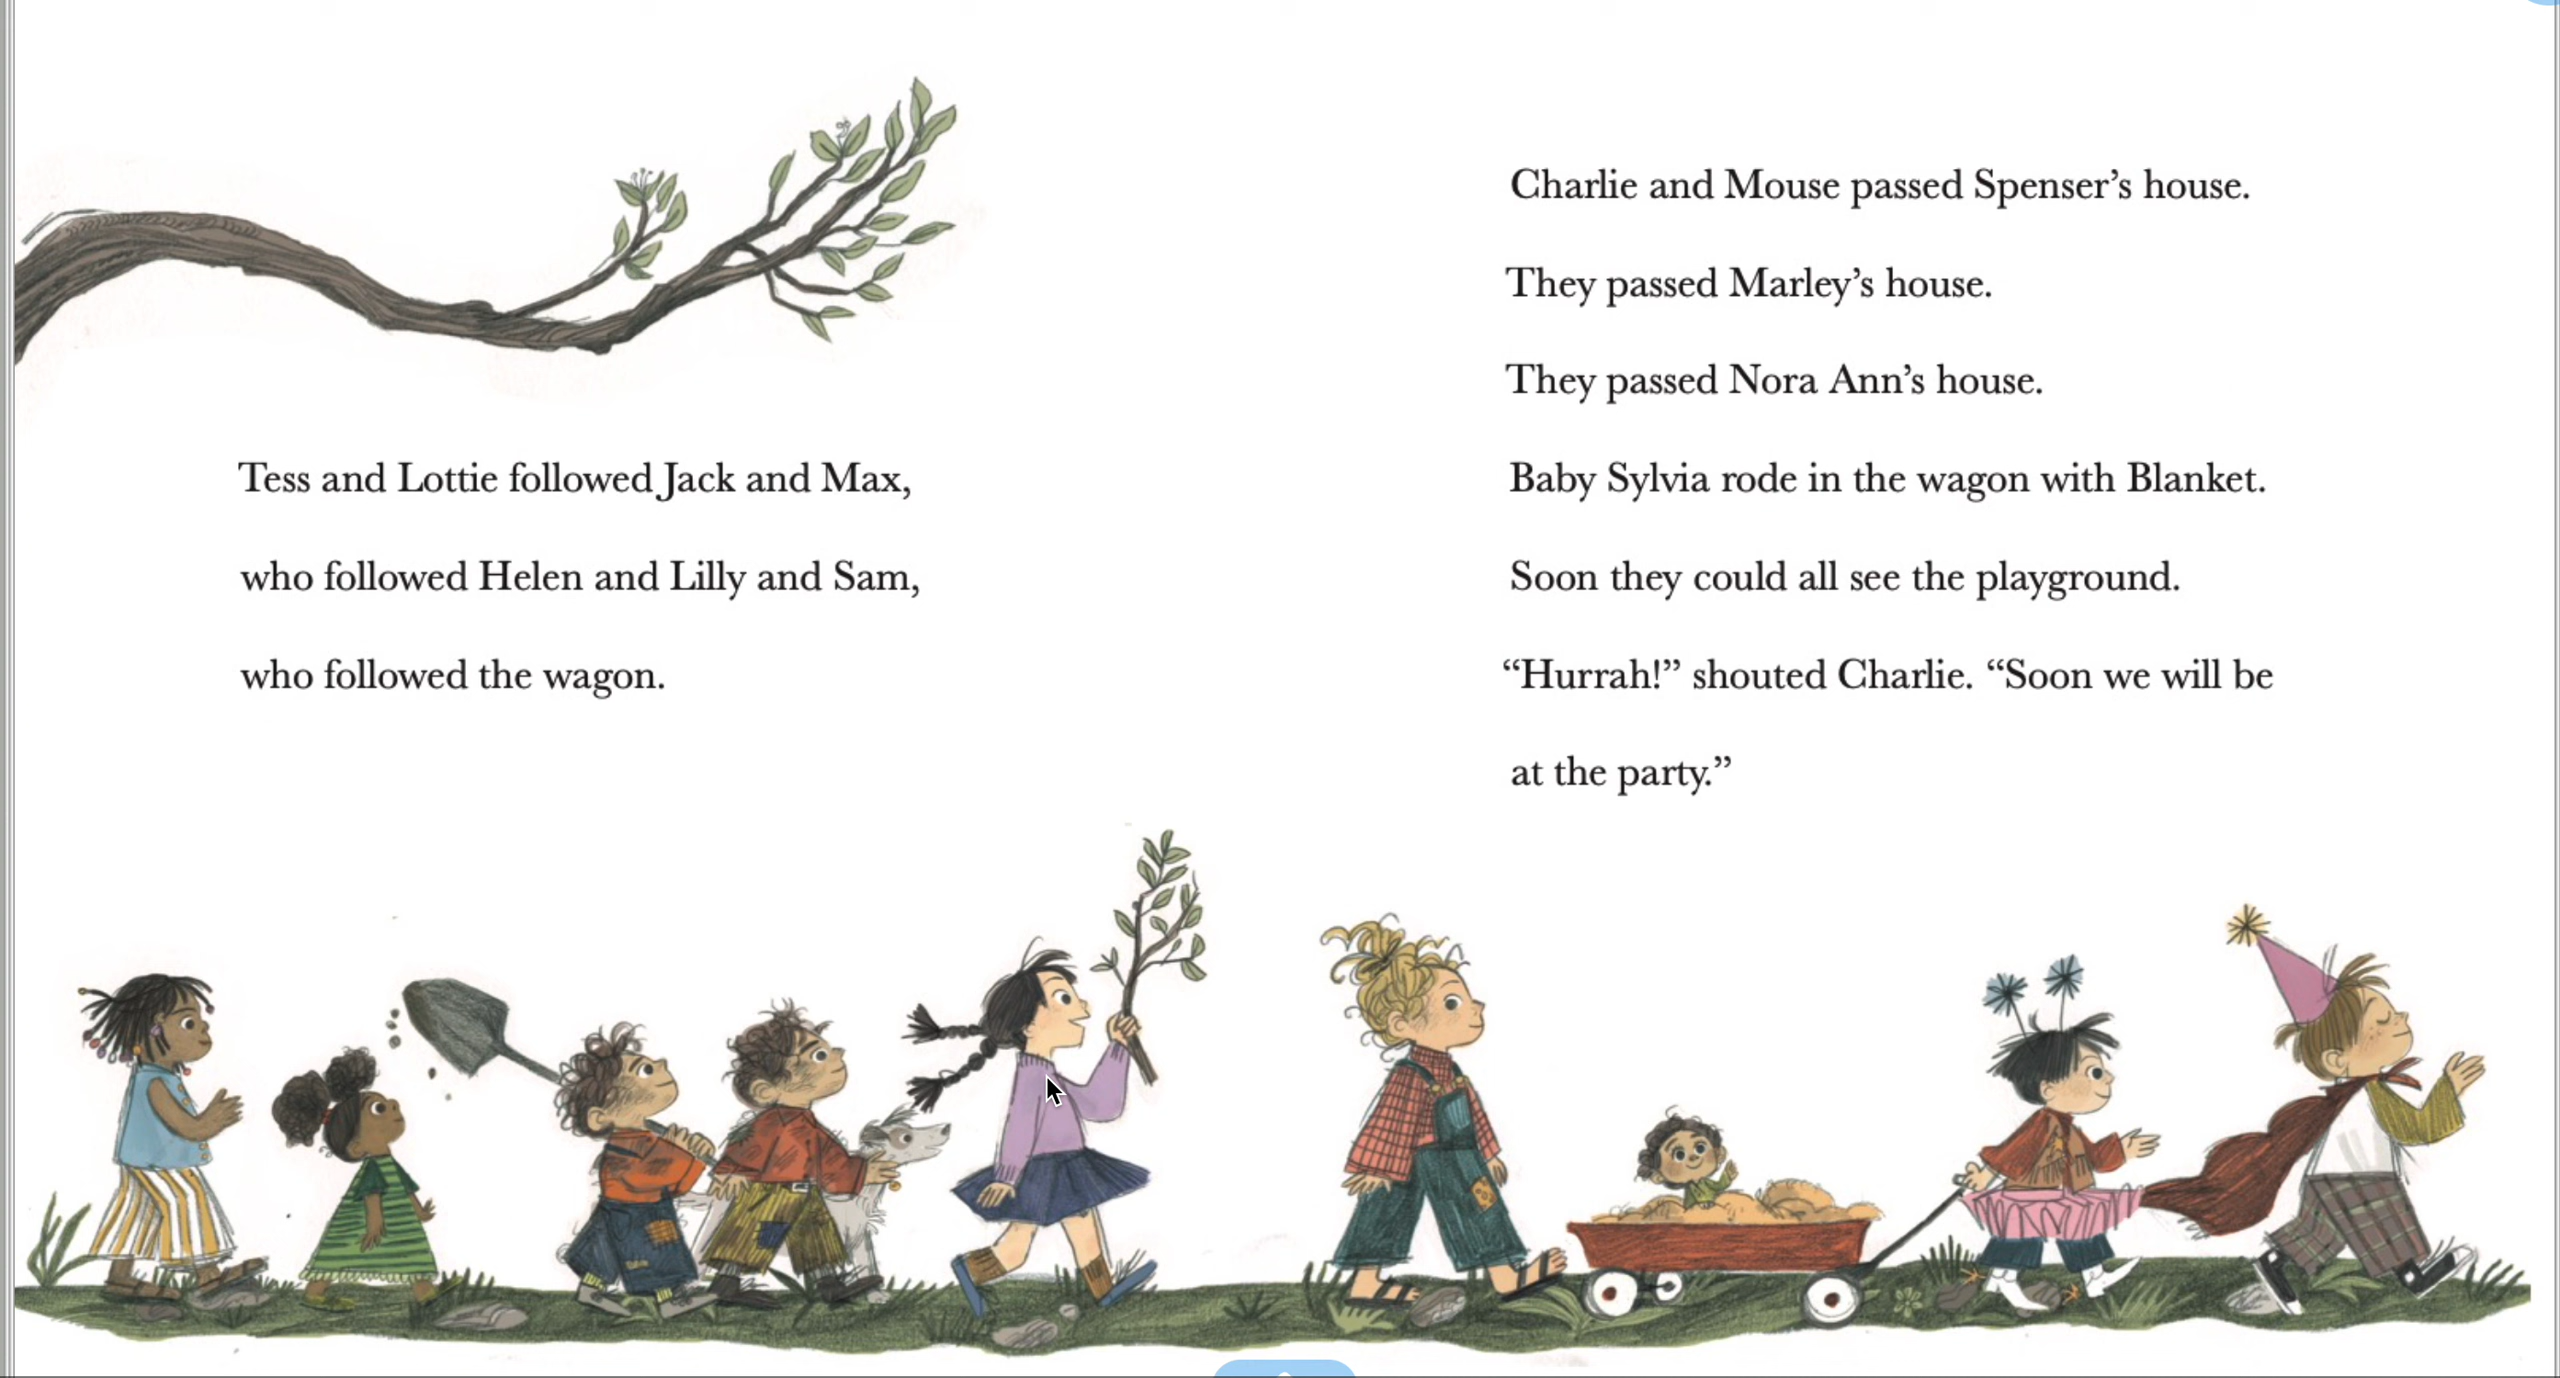 Tess and Lottie followed Jack and Max,
who followed Helen and Lilly and Sam,
who followed the wagon.
Charlie and Mouse passed Spenser’s house.
They passed Marley’s house.
They passed Nora Ann’s house.
Baby Sylvia rode in the wagon with Blanket.
Soon they could all see the playground.
“Hurrah!” shouted Charlie. “Soon we will be
at the party.”